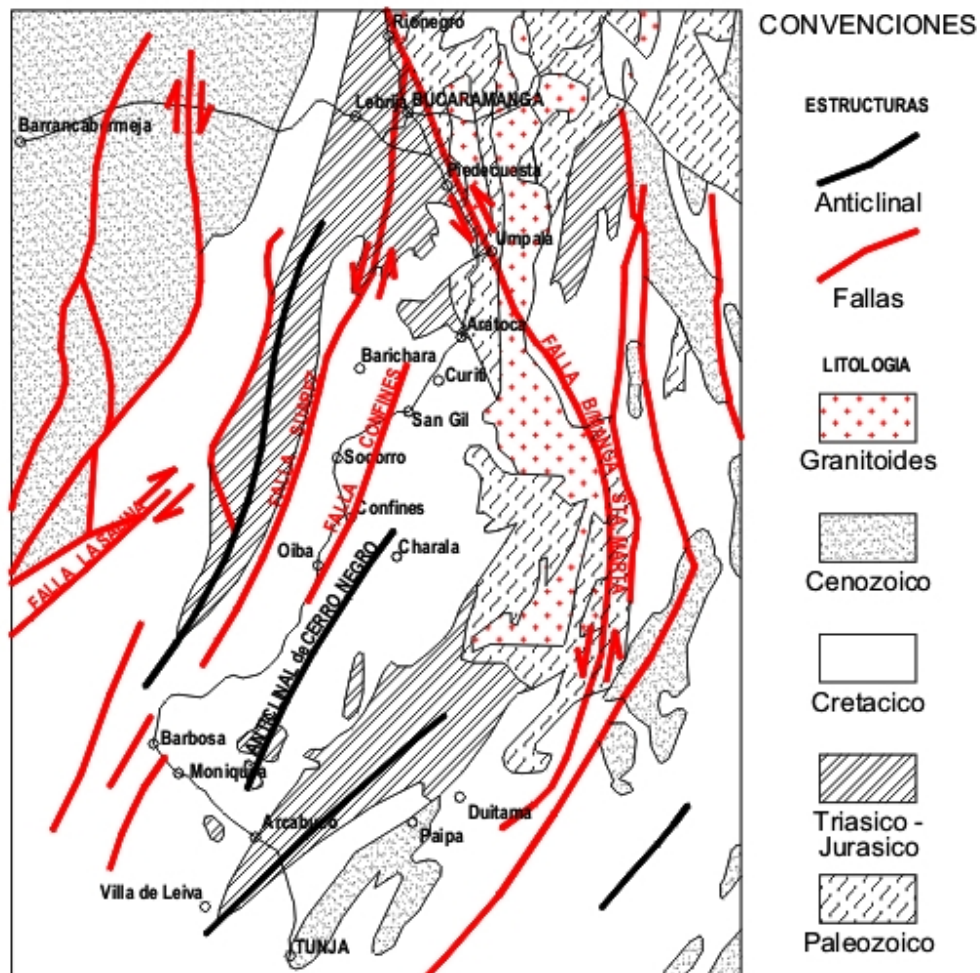 CONVENCIONES
ESTRUCTURAS
Anticlinal
Fallas
LITOLOGIA
Granitoides
Cenozoico
Cretacico
Triasico -
Jurasico
Paleozoico
Rionegro
Lebrija
BUCARAMANGA
Barrancabermeja
Piedecuesta
Umpala
Aratoca
Barichara
Curiti
San Gil
Socorro
Confines
Oiba
Charala
FALLA SUAREZ
FALLA CONFINES
FALLA B/MANGA STA MARTA
FALLA LA SALINA
ANTICLINAL de CERRO NEGRO
Barbosa
Moniquira
Arcabuco
Duitama
Paipa
Villa de Leiva
TUNJA